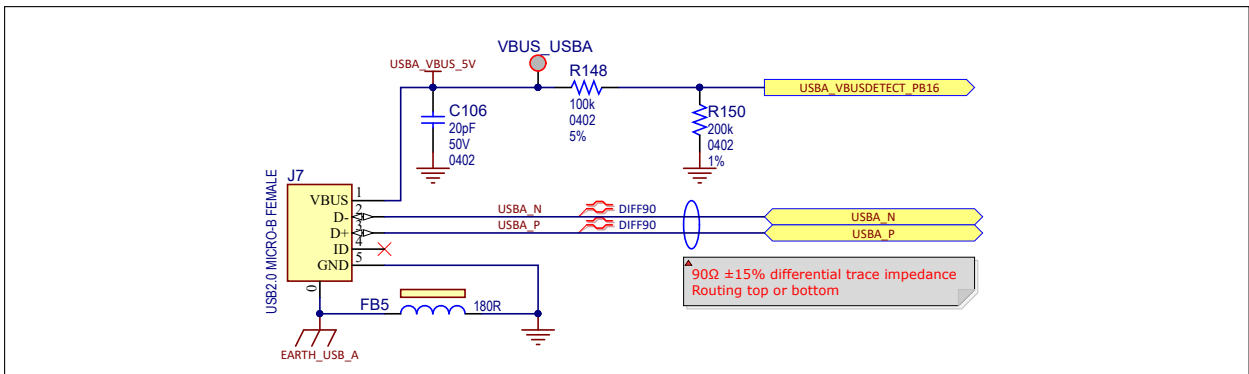 VBUS_USBA
USBA_VBUS_5V
R148
100k
0402
5%
USBA_VBUSDETECT_PB16
C106
20pF
50V
0402
R150
200k
0402
1%
J7
USB2.0 MICRO-B FEMALE
VBUS 1
D- 2
D+ 3
ID 4
GND 5
0
USBA_N
DIFF90
USBA_N
USBA_P
DIFF90
USBA_P
90Ω ±15% differential trace impedance
Routing top or bottom
FB5
180R
EARTH_USB_A